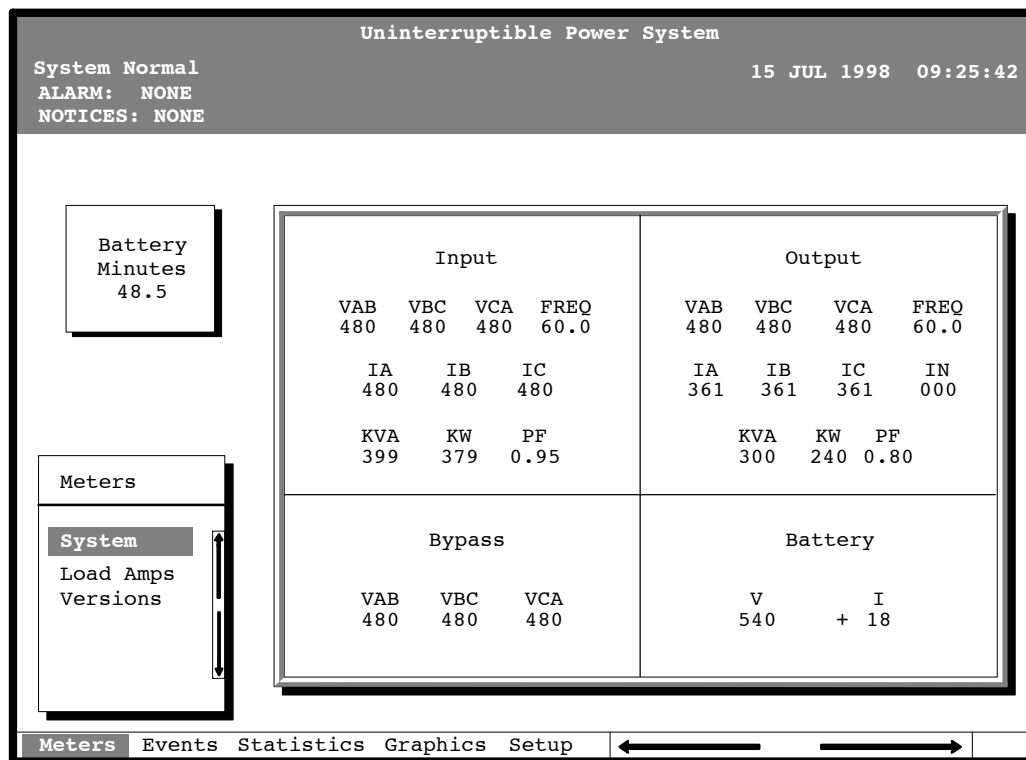 Uninterruptible Power System
System Normal
15 JUL 1998 09:25:42
ALARM: NONE
NOTICES: NONE
Battery
Minutes
48.5
Input
VAB VBC VCA FREQ
480 480 480 60.0
IA IB IC
480 480 480
KVA KW PF
399 379 0.95
Output
VAB VBC VCA FREQ
480 480 480 60.0
IA IB IC IN
361 361 361 000
KVA KW PF
300 240 0.80
Meters
System
Load Amps
Versions
Bypass
VAB VBC VCA
480 480 480
Battery
V I
540 + 18
Meters Events Statistics Graphics Setup